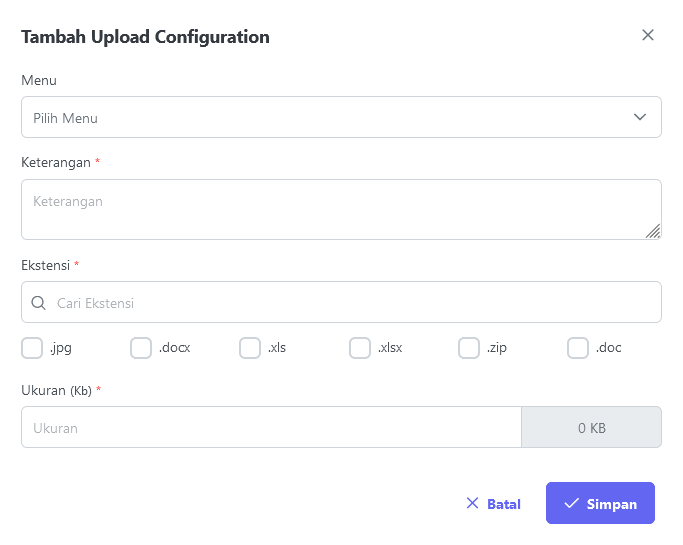 Tambah Upload Configuration
Menu
Pilih Menu
Keterangan *
Keterangan
Ekstensi *
Cari Ekstensi
.jpg .docx .xls .xlsx .zip .doc
Ukuran (Kb) *
Ukuran 0 KB
Batal Simpan